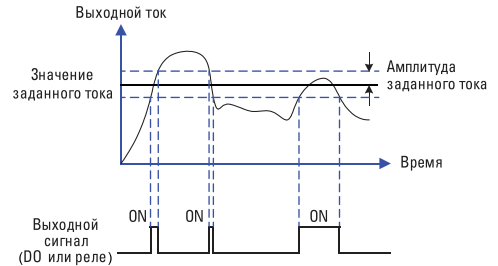 Выходной ток
Значение
заданного тока
Амплитуда
заданного тока
Время
ON
ON
ON
Выходной
сигнал
(DO или реле)